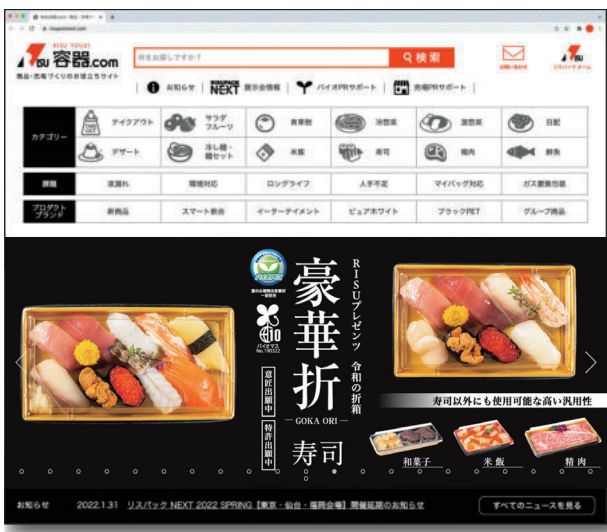 RISU YOUKI
RISU 容器.com
商品・売場づくりのお役立ちサイト
何をお探しですか?
検索
お問い合わせ
リスパック ホーム
お知らせ
RISUPACK NEXT 展示会情報
バイオPRサポート
売場PRサポート
カテゴリー
テイクアウト
サラダ フルーツ
青果物
冷惣菜
温惣菜
日配
デザート
冷し麺・麺セット
米飯
寿司
精肉
鮮魚
課題
液漏れ
環境対応
ロングライフ
人手不足
マイバッグ対応
ガス置換包装
プロダクト ブランド
新商品
スマート嵌合
イーターテイメント
ピュアホワイト
ブラックPET
グループ商品
バイオマス
No.190522
10
意匠出願中
特許出願中
豪華折
— GOKA ORI —
寿司
RISUプレゼンツ 令和の折箱
寿司以外にも使用可能な高い汎用性
和菓子
米飯
精肉
お知らせ 2022.1.31 リスパック NEXT 2022 SPRING【東京・仙台・福岡会場】開催延期のお知らせ
すべてのニュースを見る